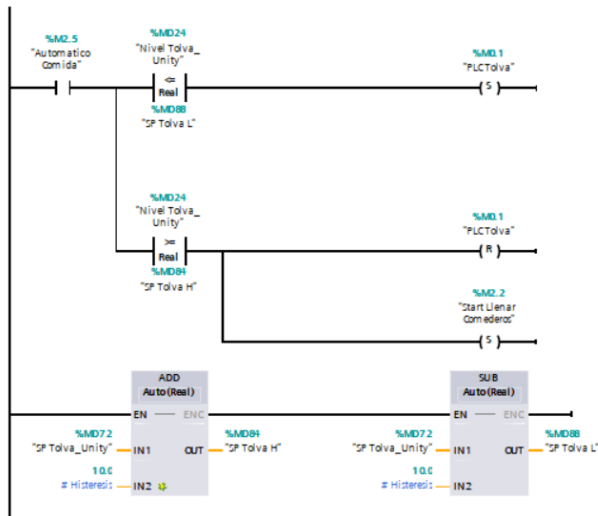 %M2.5
"Automatico
Comida"
%MD24
"Nivel Tolva_
Unity"
<=
Real
%MD88
"SP Tolva L"
%M0.1
"PLCTolva"
S
%MD24
"Nivel Tolva_
Unity"
>=
Real
%MD84
"SP Tolva H"
%M0.1
"PLCTolva"
R
%M2.2
"Start Llenar
Comederos"
S
ADD
Auto (Real)
EN ENC
%MD72
"SP Tolva_Unity" IN1
OUT
%MD84
"SP Tolva H"
10.0
# Histeresis IN2
SUB
Auto (Real)
EN ENC
%MD72
"SP Tolva_Unity" IN1
OUT
%MD88
"SP Tolva L"
10.0
# Histeresis IN2